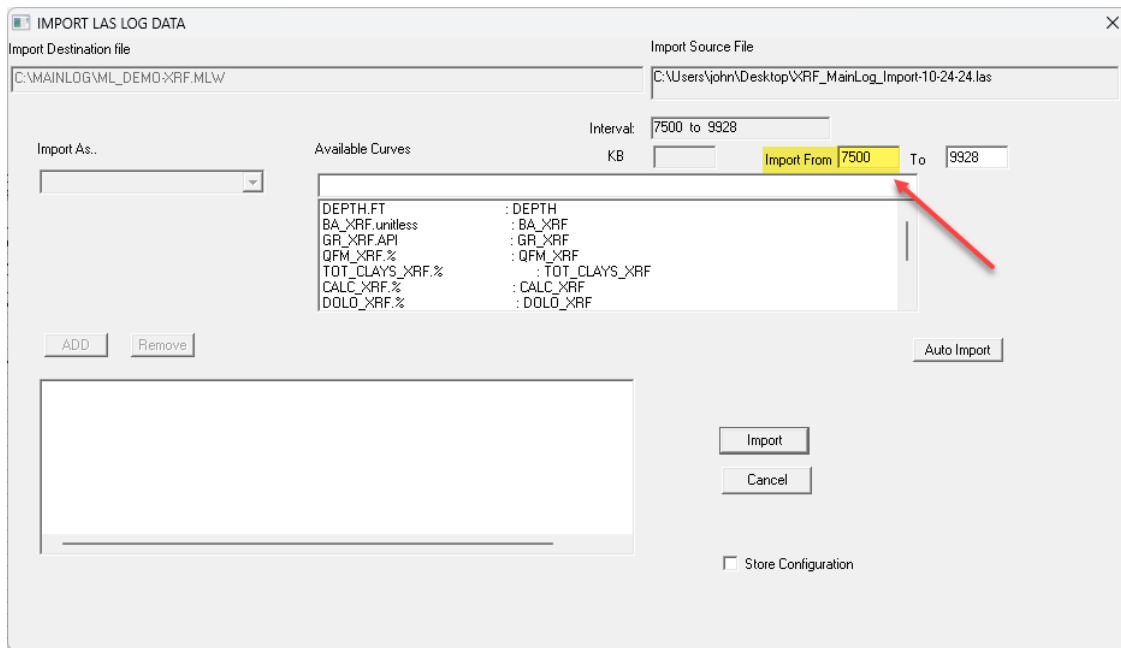 IMPORT LAS LOG DATA
Import Destination file
Import Source File
C:\MAINLOG\ML_DEMO-XRF.MLW
C:\Users\john\Desktop\XRF_MainLog_Import-10-24-24.las
Interval: 7500 to 9928
Import As..
Available Curves
KB
Import From 7500 To 9928
DEPTH.FT : DEPTH
BA_XRF.unitless : BA_XRF
GR_XRF.API : GR_XRF
QFM_XRF.% : QFM_XRF
TOT_CLAYS_XRF.% : TOT_CLAYS_XRF
CALC_XRF.% : CALC_XRF
DOLO_XRF.% : DOLO_XRF
ADD Remove
Auto Import
Import
Cancel
Store Configuration